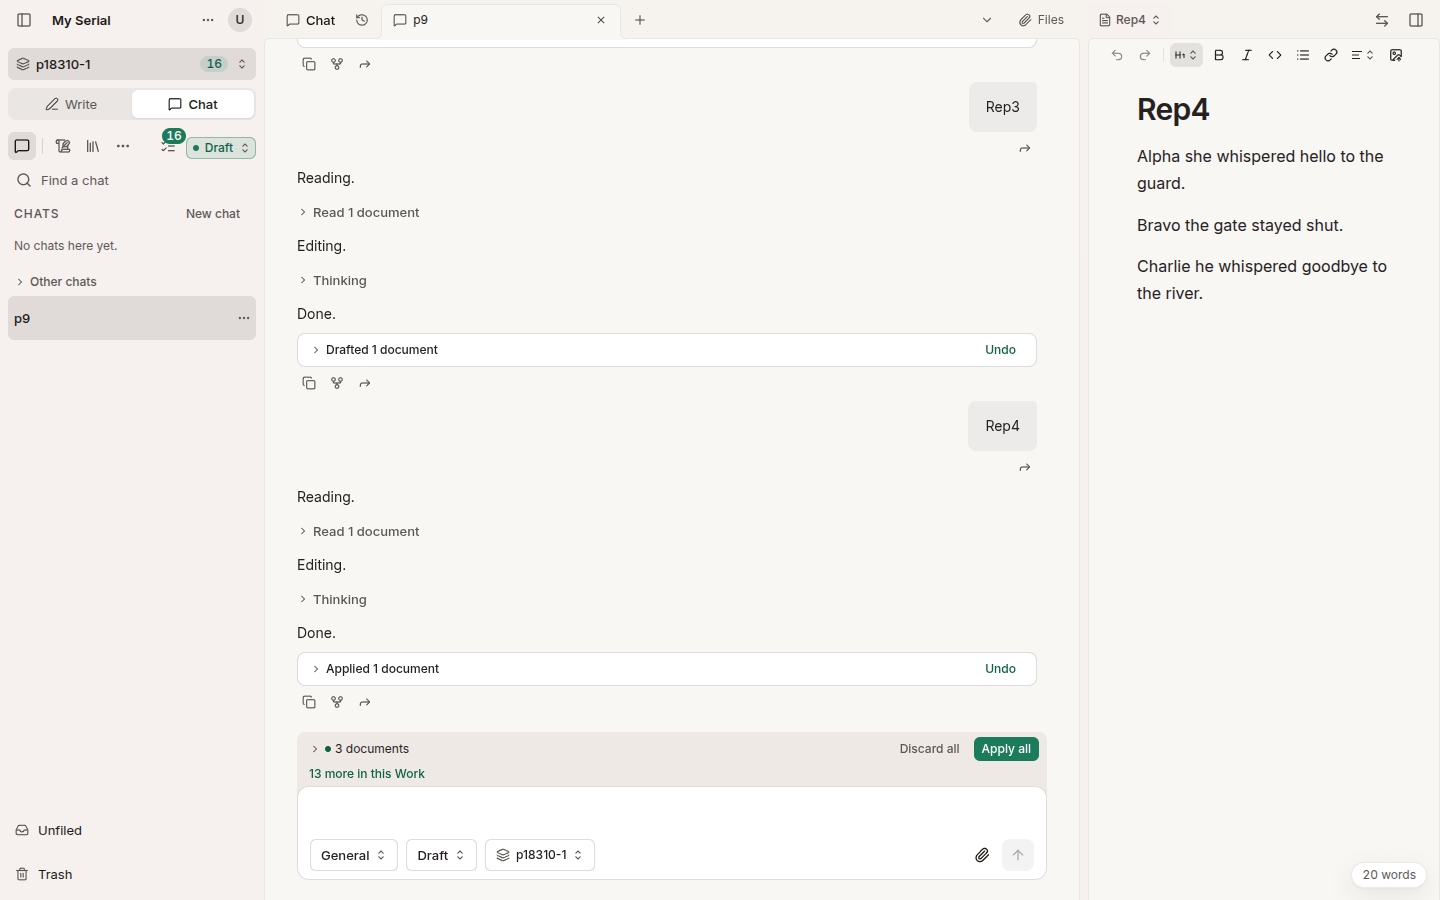 My Serial
U
Chat
p9
Files
Rep4
p18310-1
16
Write
Chat
16
Draft
Find a chat
CHATS
New chat
No chats here yet.
Other chats
p9
Unfiled
Trash
Rep3
Reading.
Read 1 document
Editing.
Thinking
Done.
Drafted 1 document
Undo
Rep4
Reading.
Read 1 document
Editing.
Thinking
Done.
Applied 1 document
Undo
3 documents
Discard all
Apply all
13 more in this Work
General
Draft
p18310-1
H1
B
I
Rep4
Alpha she whispered hello to the
guard.
Bravo the gate stayed shut.
Charlie he whispered goodbye to
the river.
20 words